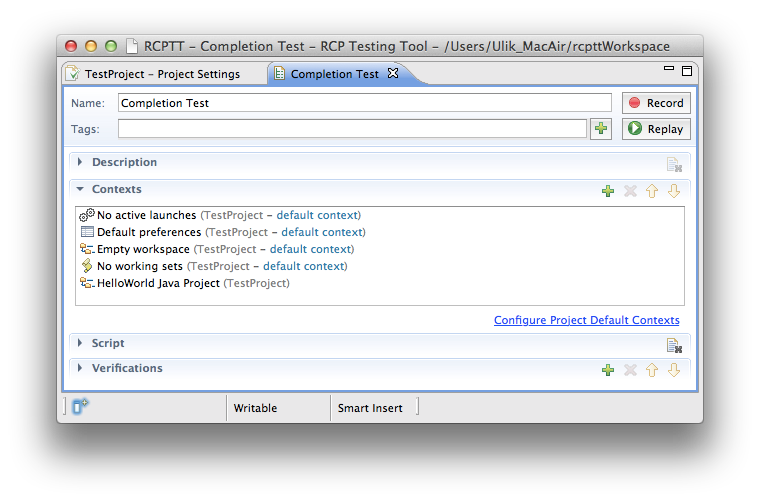 RCPTT – Completion Test – RCP Testing Tool – /Users/Ulik_MacAir/rcpttWorkspace
TestProject – Project Settings
Completion Test
Name:
Completion Test
Record
Tags:
Replay
Description
Contexts
No active launches (TestProject – default context)
Default preferences (TestProject – default context)
Empty workspace (TestProject – default context)
No working sets (TestProject – default context)
HelloWorld Java Project (TestProject)
Configure Project Default Contexts
Script
Verifications
Writable
Smart Insert